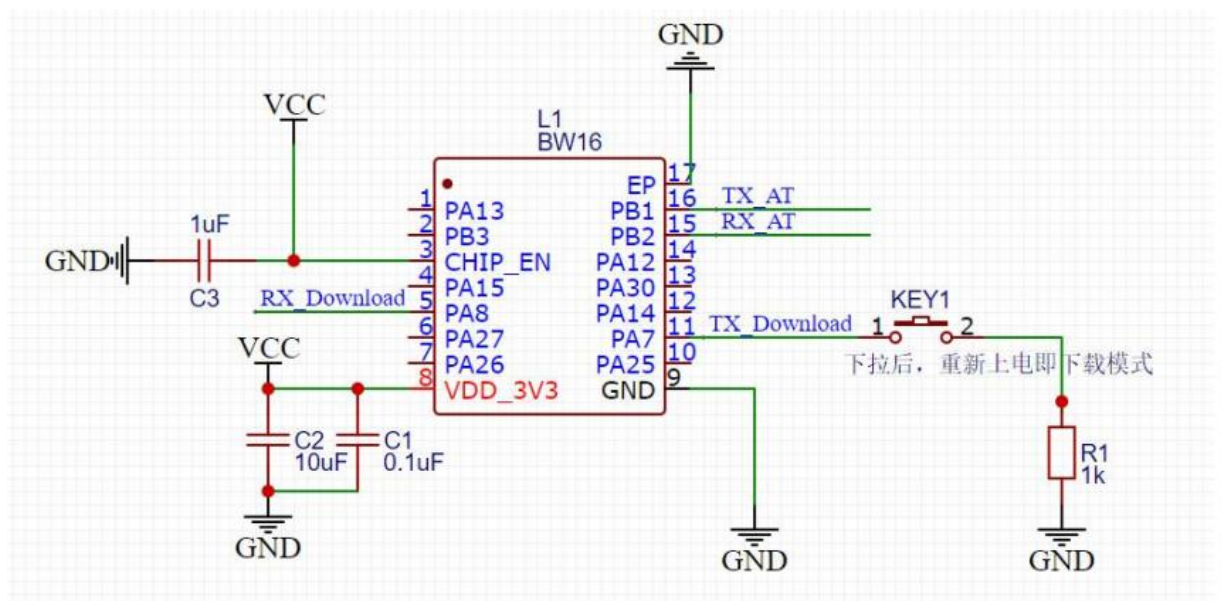 GND
VCC
L1
BW16
EP 17
1 PA13
PB1 16 TX_AT
2 PB3
PB2 15 RX_AT
1uF
GND
C3
3 CHIP_EN
PA12 14
4 PA15
PA30 13
RX_Download 5 PA8
PA14 12
KEY1
6 PA27
PA7 11 TX_Download 1 2
下拉后，重新上电即下载模式
VCC
7 PA26
PA25 10
8 VDD_3V3
GND 9
C2
10uF
C1
0.1uF
R1
1k
GND
GND
GND